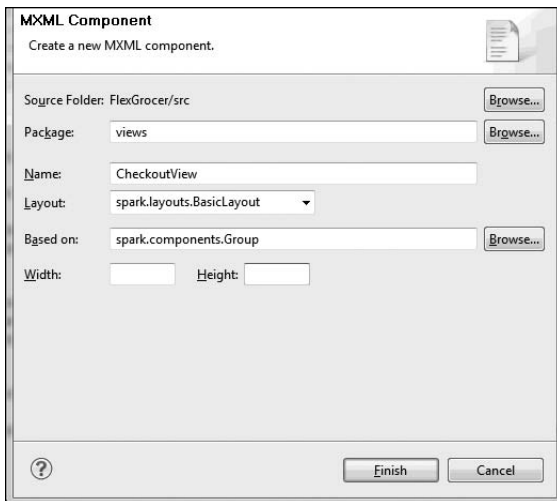 MXML Component
Create a new MXML component.
Source Folder: FlexGrocer/src Browse...
Package: views Browse...
Name: CheckoutView
Layout: spark.layouts.BasicLayout
Based on: spark.components.Group Browse...
Width: Height:
?
Finish Cancel